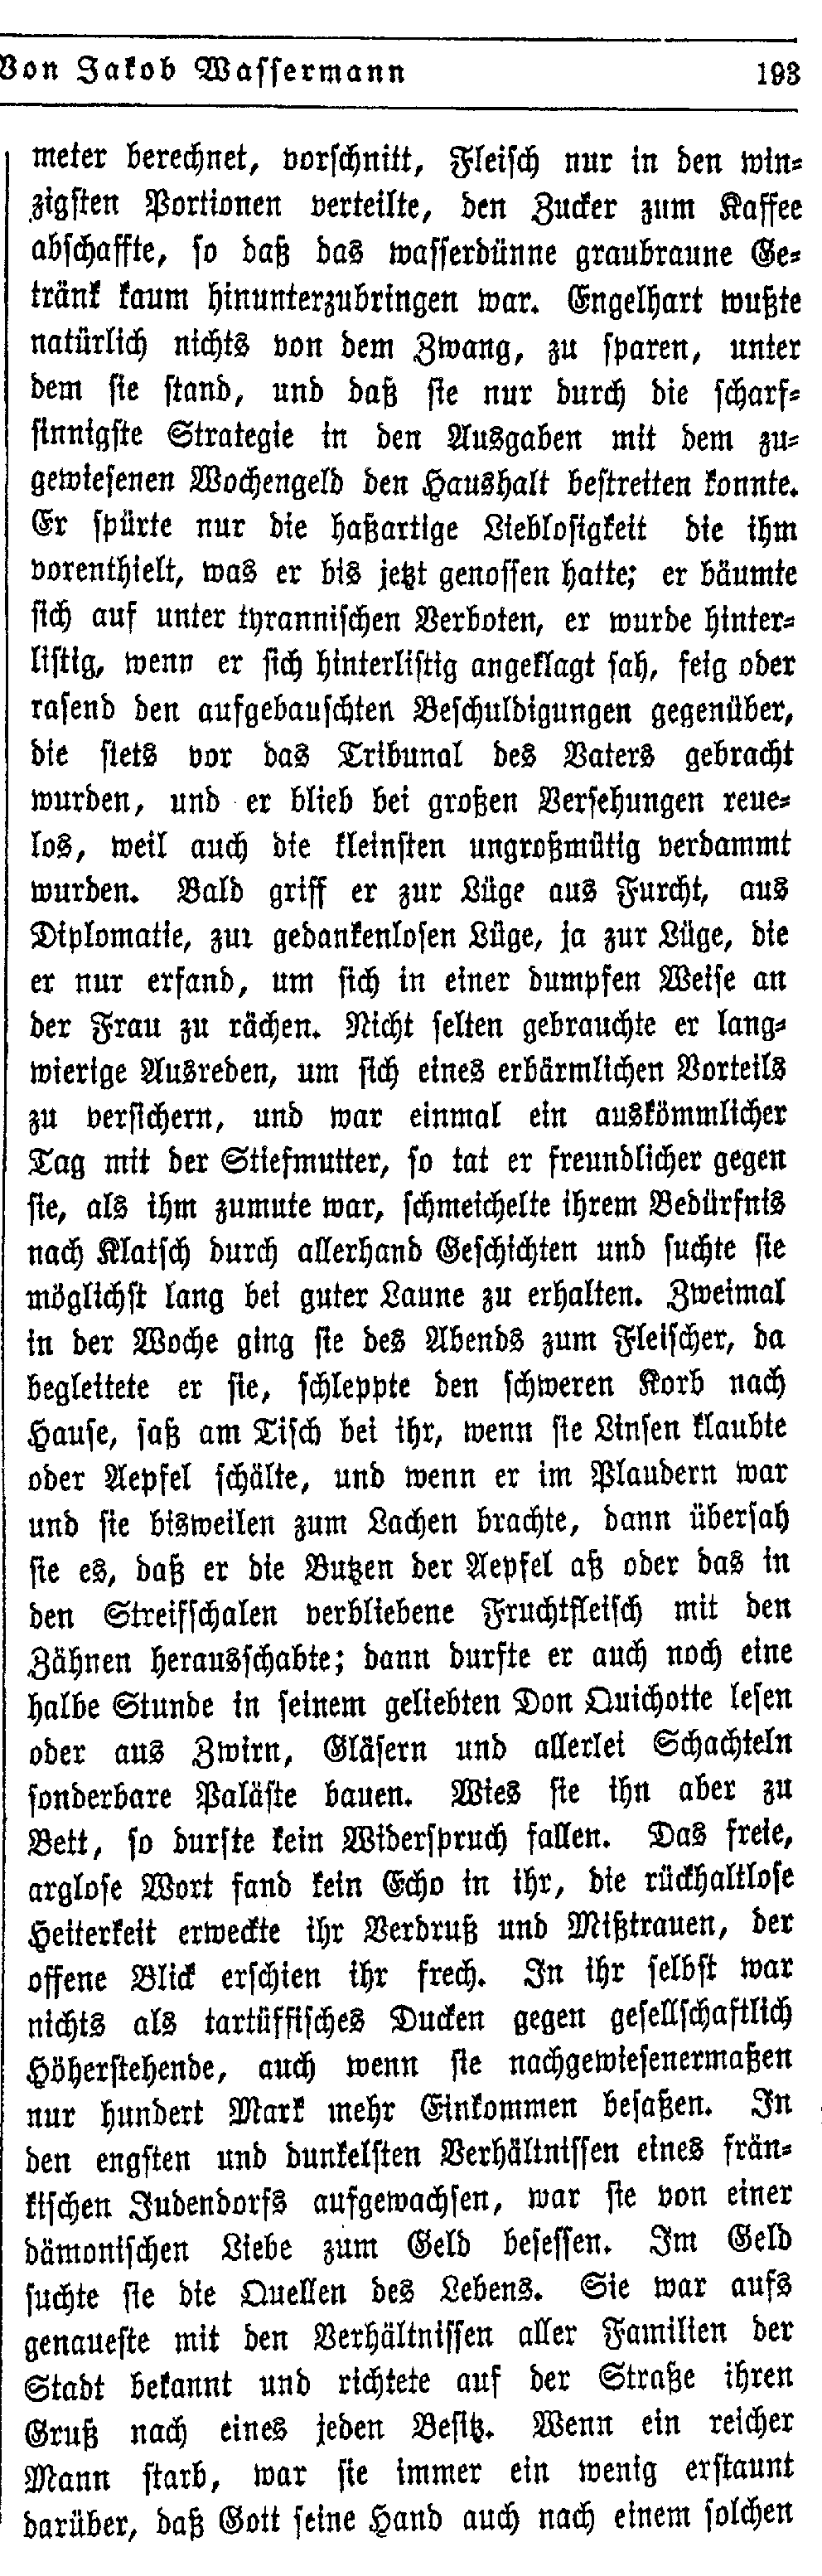 Von Jakob Wassermann 193
meter berechnet, vorschnitt, Fleisch nur in den win-
zigsten Portionen verteilte, den Zucker zum Kaffee
abschaffte, so daß das wasserdünne graubraune Ge-
tränk kaum hinunterzubringen war. Engelhart wußte
natürlich nichts von dem Zwang, zu sparen, unter
dem sie stand, und daß sie nur durch die scharf-
sinnigste Strategie in den Ausgaben mit dem zu-
gewiesenen Wochengeld den Haushalt bestreiten konnte.
Er spürte nur die haßartige Lieblosigkeit die ihm
vorenthielt, was er bis jetzt genossen hatte; er bäumte
sich auf unter tyrannischen Verboten, er wurde hinter-
listig, wenn er sich hinterlistig angeklagt sah, feig oder
rasend den aufgebauschten Beschuldigungen gegenüber,
die stets vor das Tribunal des Vaters gebracht
wurden, und er blieb bei großen Versehungen reue-
los, weil auch die kleinsten ungroßmütig verdammt
wurden. Bald griff er zur Lüge aus Furcht, aus
Diplomatie, zur gedankenlosen Lüge, ja zur Lüge, die
er nur erfand, um sich in einer dumpfen Weise an
der Frau zu rächen. Nicht selten gebrauchte er lang-
wierige Ausreden, um sich eines erbärmlichen Vorteils
zu versichern, und war einmal ein auskömmlicher
Tag mit der Stiefmutter, so tat er freundlicher gegen
sie, als ihm zumute war, schmeichelte ihrem Bedürfnis
nach Klatsch durch allerhand Geschichten und suchte sie
möglichst lang bei guter Laune zu erhalten. Zweimal
in der Woche ging sie des Abends zum Fleischer, da
begleitete er sie, schleppte den schweren Korb nach
Hause, saß am Tisch bei ihr, wenn sie Linsen klaubte
oder Aepfel schälte, und wenn er im Plaudern war
und sie bisweilen zum Lachen brachte, dann übersah
sie es, daß er die Butzen der Aepfel aß oder das in
den Streifschalen verbliebene Fruchtfleisch mit den
Zähnen herausschabte; dann durfte er auch noch eine
halbe Stunde in seinem geliebten Don Quichotte lesen
oder aus Zwirn, Gläsern und allerlei Schachteln
sonderbare Paläste bauen. Wies sie ihn aber zu
Bett, so durfte kein Widerspruch fallen. Das freie,
arglose Wort fand kein Echo in ihr, die rückhaltlose
Heiterkeit erweckte ihr Verdruß und Mißtrauen, der
offene Blick erschien ihr frech. In ihr selbst war
nichts als tartüffisches Ducken gegen gesellschaftlich
Höherstehende, auch wenn sie nachgewiesenermaßen
nur hundert Mark mehr Einkommen besaßen. In
den engsten und dunkelsten Verhältnissen eines frän-
kischen Judendorfs aufgewachsen, war sie von einer
dämonischen Liebe zum Geld besessen. Im Geld
suchte sie die Quellen des Lebens. Sie war aufs
genaueste mit den Verhältnissen aller Familien der
Stadt bekannt und richtete auf der Straße ihren
Gruß nach eines jeden Besitz. Wenn ein reicher
Mann starb, war sie immer ein wenig erstaunt
darüber, daß Gott seine Hand auch nach einem solchen